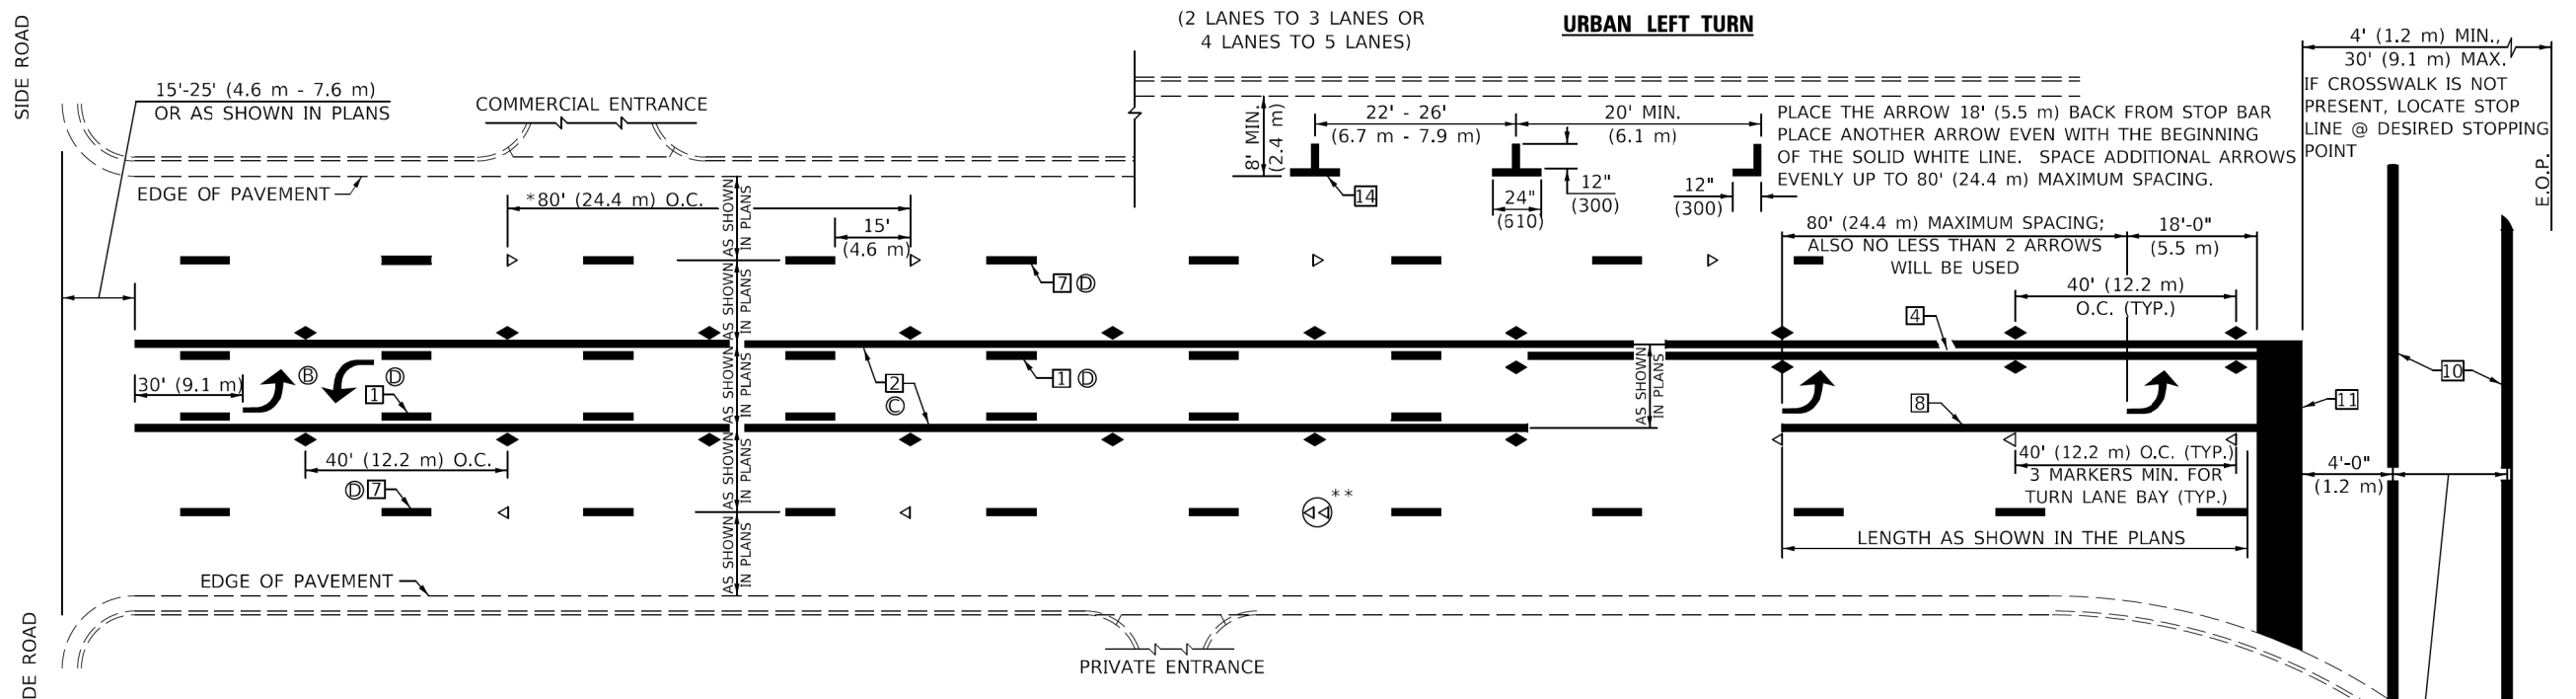 (2 LANES TO 3 LANES OR
4 LANES TO 5 LANES)
URBAN LEFT TURN
SIDE ROAD
15'-25' (4.6 m - 7.6 m)
OR AS SHOWN IN PLANS
COMMERCIAL ENTRANCE
EDGE OF PAVEMENT
*80' (24.4 m) O.C.
15'
(4.6 m)
8' MIN.
(2.4 m)
22' - 26'
(6.7 m - 7.9 m)
20' MIN.
(6.1 m)
14
24"
(610)
12"
(300)
12"
(300)
PLACE THE ARROW 18' (5.5 m) BACK FROM STOP BAR
PLACE ANOTHER ARROW EVEN WITH THE BEGINNING
OF THE SOLID WHITE LINE. SPACE ADDITIONAL ARROWS
EVENLY UP TO 80' (24.4 m) MAXIMUM SPACING.
4' (1.2 m) MIN.,
30' (9.1 m) MAX.
IF CROSSWALK IS NOT
PRESENT, LOCATE STOP
LINE @ DESIRED STOPPING
POINT
E.O.P.
80' (24.4 m) MAXIMUM SPACING;
ALSO NO LESS THAN 2 ARROWS
WILL BE USED
18'-0"
(5.5 m)
40' (12.2 m)
O.C. (TYP.)
AS SHOWN
IN PLANS
AS SHOWN
IN PLANS
AS SHOWN
IN PLANS
AS SHOWN
IN PLANS
AS SHOWN
IN PLANS
7 D
4
30' (9.1 m)
B
D
1
1 D
2
C
AS SHOWN
IN PLANS
8
11
10
40' (12.2 m) O.C.
D 7
**
40' (12.2 m) O.C. (TYP.)
3 MARKERS MIN. FOR
TURN LANE BAY (TYP.)
4'-0"
(1.2 m)
LENGTH AS SHOWN IN THE PLANS
EDGE OF PAVEMENT
PRIVATE ENTRANCE
DE ROAD